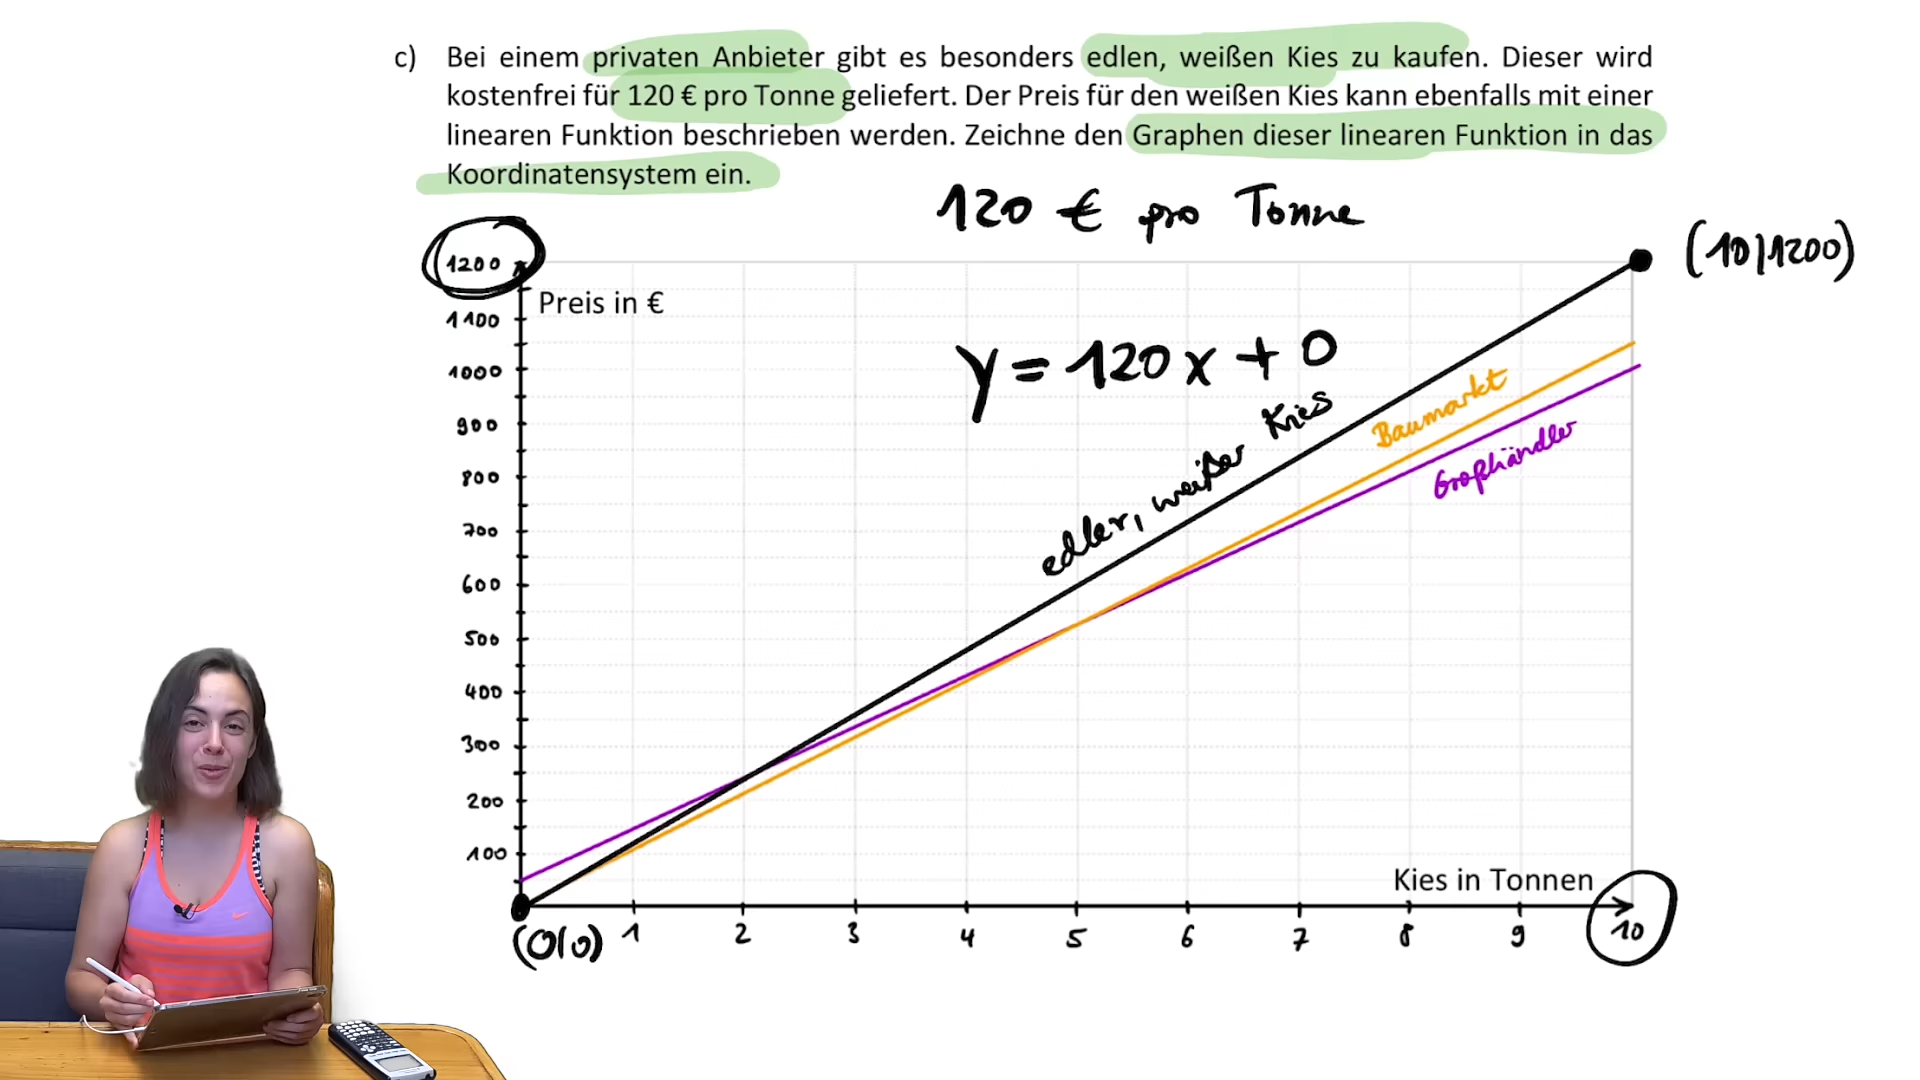 c) Bei einem privaten Anbieter gibt es besonders edlen, weißen Kies zu kaufen. Dieser wird
kostenfrei für 120 € pro Tonne geliefert. Der Preis für den weißen Kies kann ebenfalls mit einer
linearen Funktion beschrieben werden. Zeichne den Graphen dieser linearen Funktion in das
Koordinatensystem ein.
120 € pro Tonne
(10|1200)
1200
Preis in €
1100
y = 120x + 0
1000
Baumarkt
edler, weißer Kies
900
Großhändler
800
700
600
500
400
300
200
100
Kies in Tonnen
(0|0) 1 2 3 4 5 6 7 8 9 10